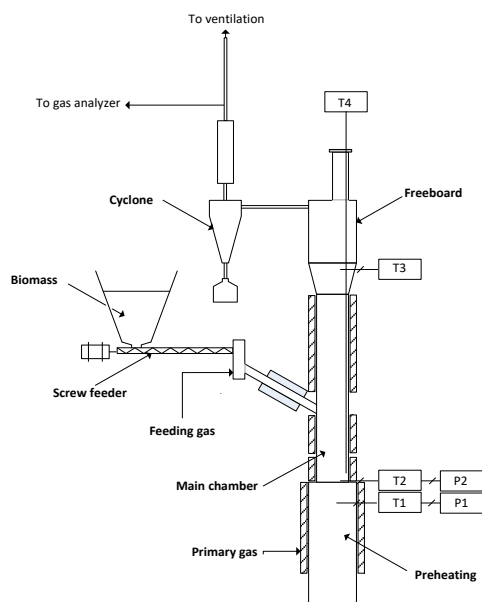 To ventilation
To gas analyzer
T4
Cyclone
Freeboard
T3
Biomass
Screw feeder
Feeding gas
Main chamber
T2
P2
T1
P1
Primary gas
Preheating